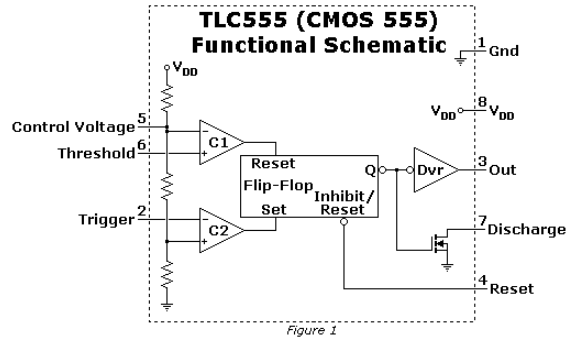 TLC555 (CMOS 555)
Functional Schematic
1
Gnd
VDD
8
VDD VDD
5
Control Voltage
−
C1
6
Threshold
+
Reset
Q
Dvr
3
Out
Flip-Flop
Inhibit/
Reset
Set
2
Trigger
−
C2
+
7
Discharge
4
Reset
Figure 1